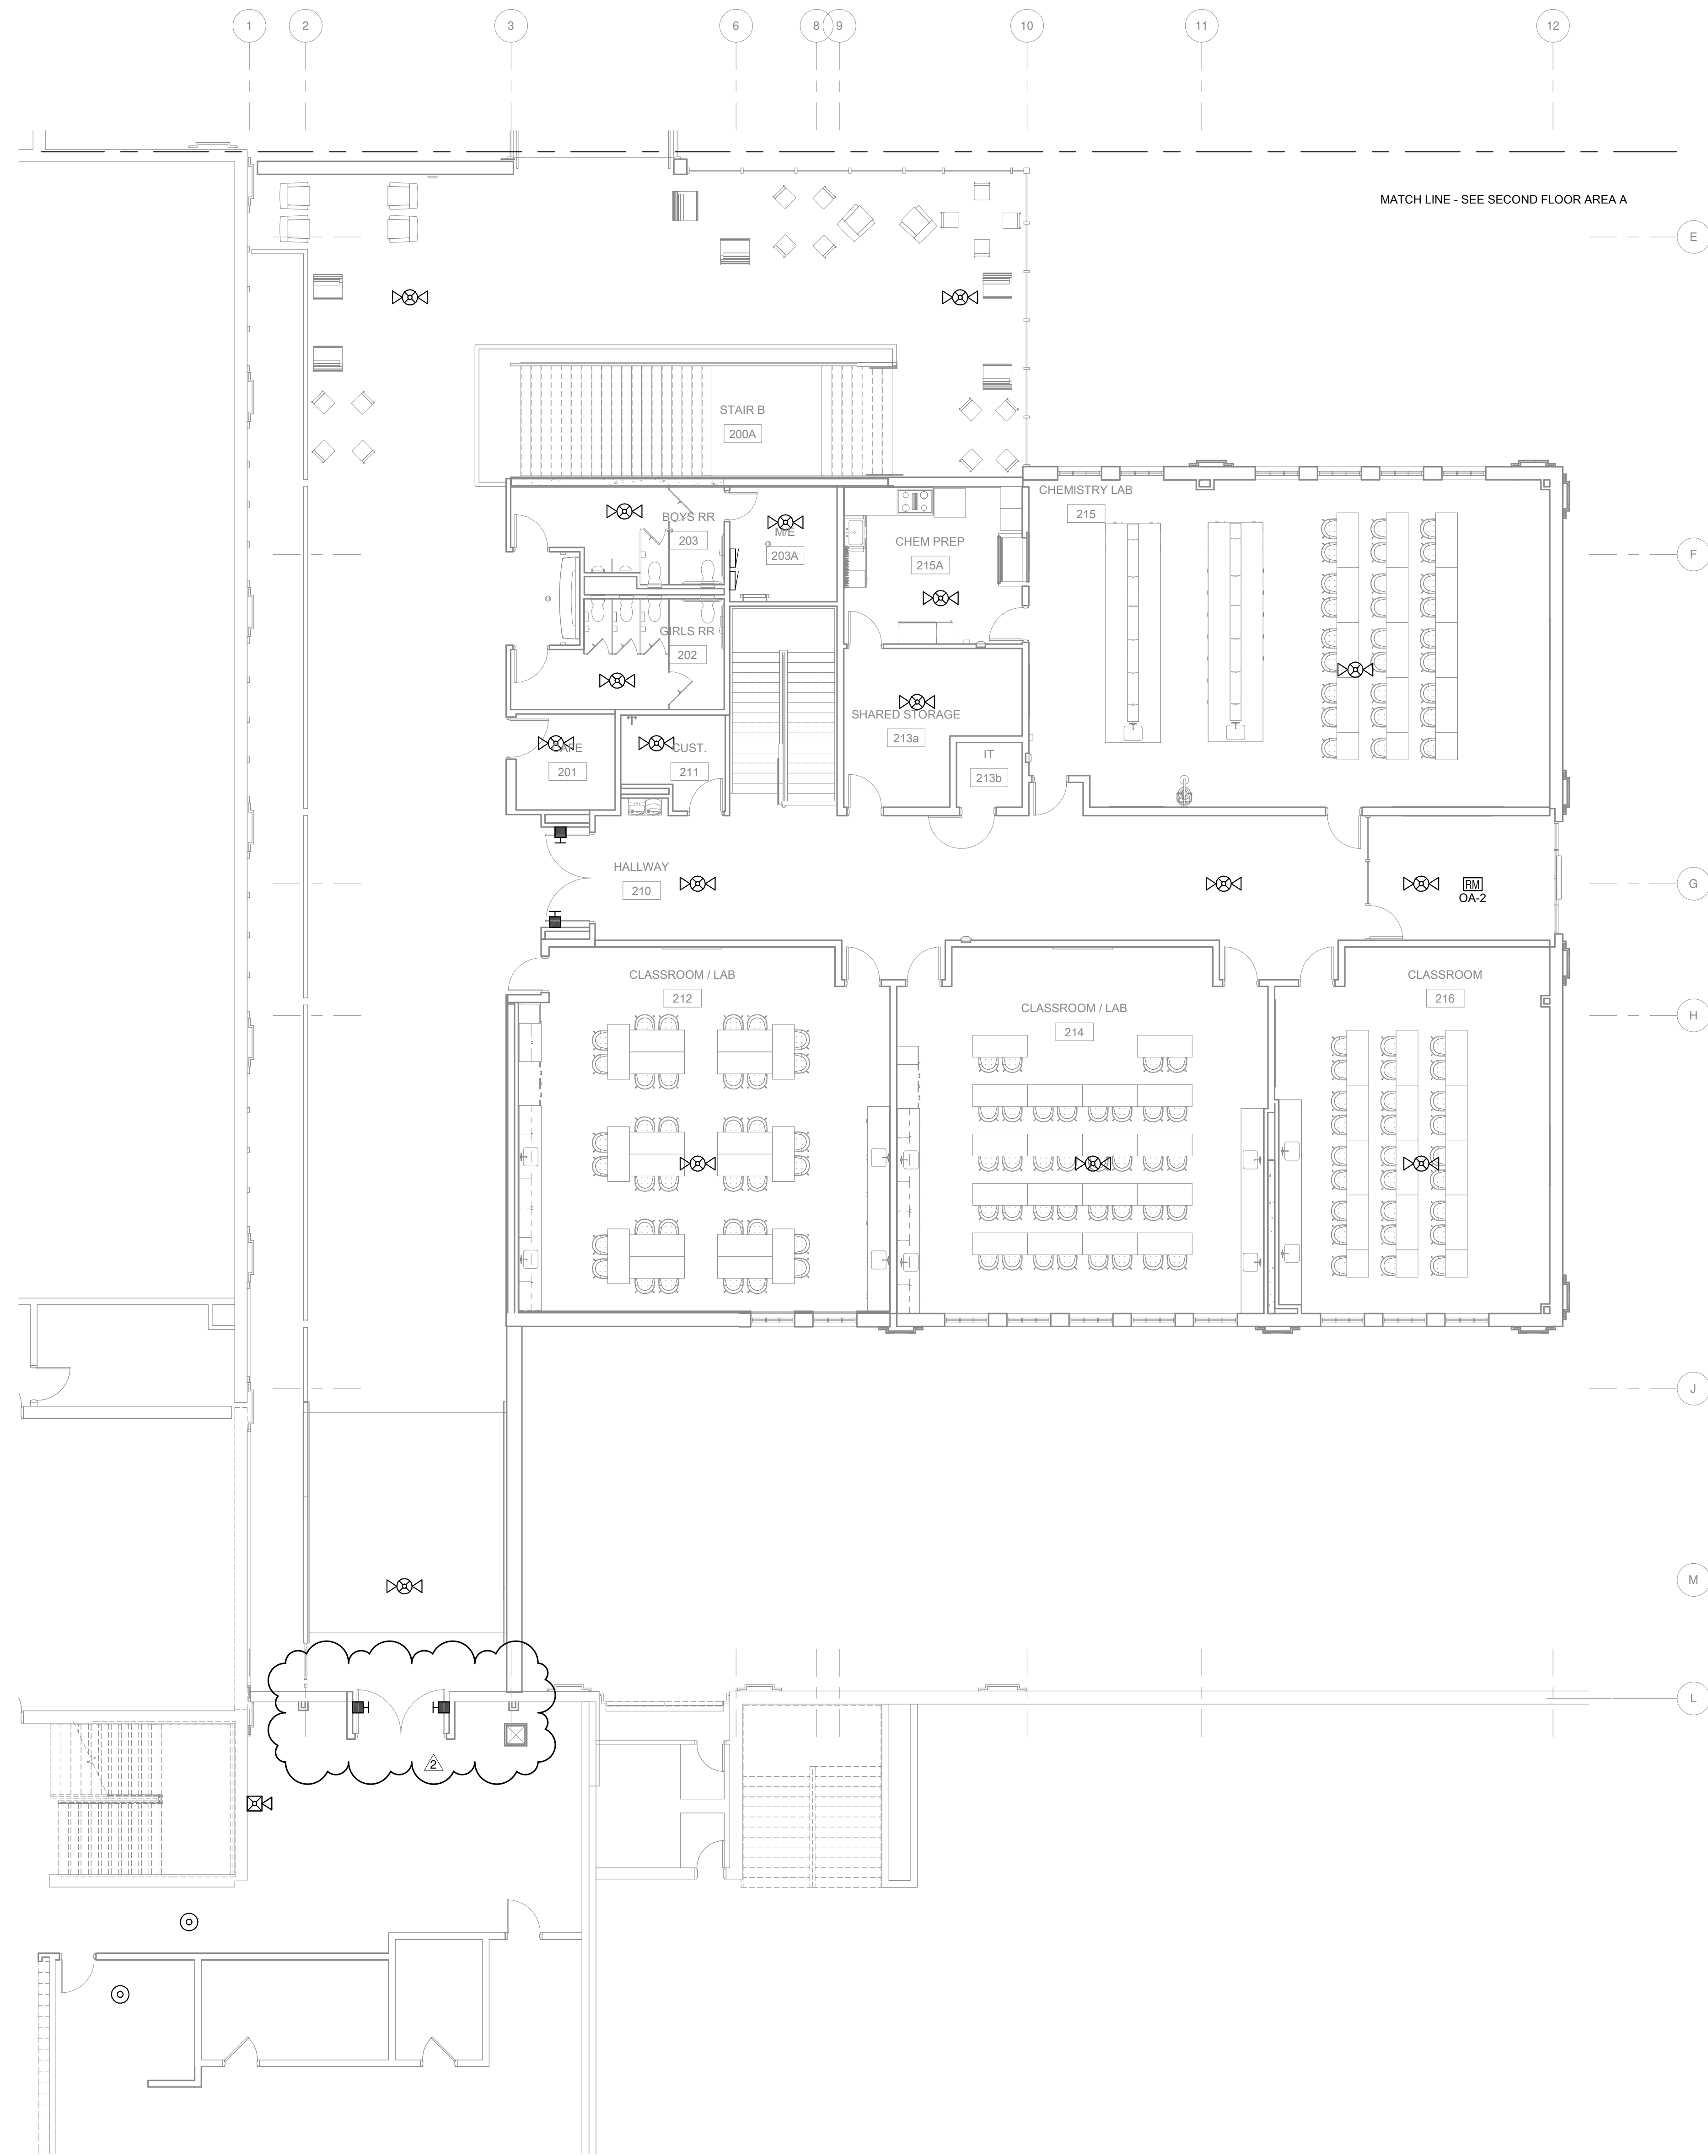 1 2 3 6 8 9 10 11 12
MATCH LINE - SEE SECOND FLOOR AREA A
E
STAIR B
200A
CHEMISTRY LAB
215
BOYS RR
203
M/E
203A
CHEM PREP
215A
F
GIRLS RR
202
SHARED STORAGE
213a
CAFE
201
CUST.
211
IT
213b
HALLWAY
210
RM
OA-2
G
CLASSROOM / LAB
212
CLASSROOM / LAB
214
CLASSROOM
216
H
J
M
L
2